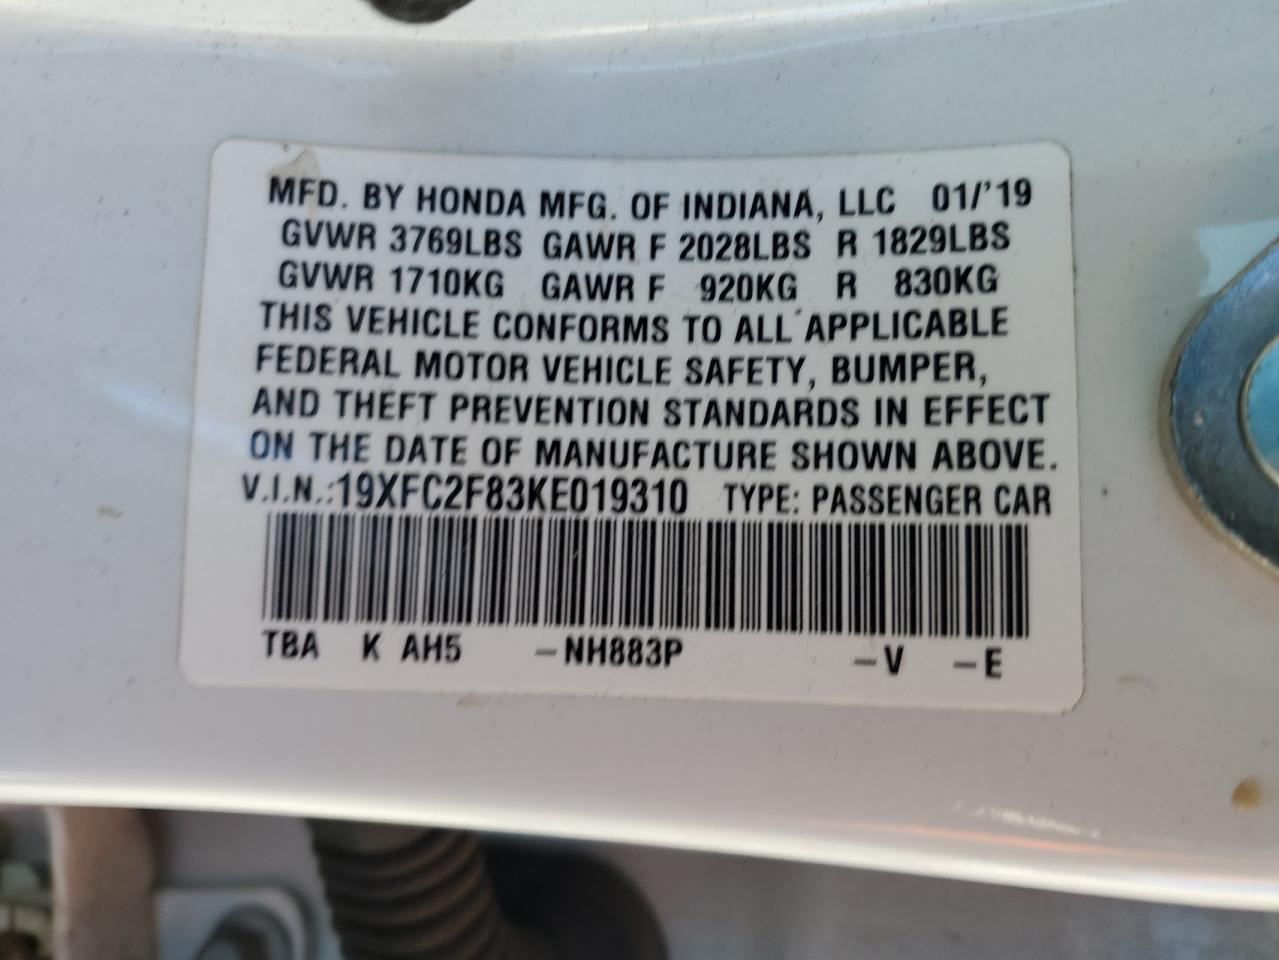 MFD. BY HONDA MFG. OF INDIANA, LLC 01/'19
GVWR 3769LBS GAWR F 2028LBS R 1829LBS
GVWR 1710KG GAWR F 920KG R 830KG
THIS VEHICLE CONFORMS TO ALL APPLICABLE
FEDERAL MOTOR VEHICLE SAFETY, BUMPER,
AND THEFT PREVENTION STANDARDS IN EFFECT
ON THE DATE OF MANUFACTURE SHOWN ABOVE.
V.I.N.:19XFC2F83KE019310 TYPE: PASSENGER CAR
TBA K AH5 –NH883P –V –E